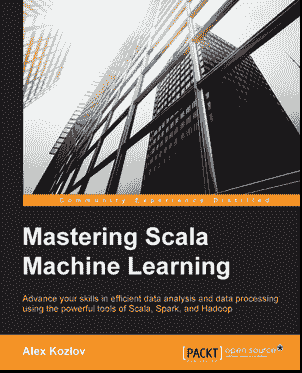 Community Experience Distilled
Mastering Scala
Machine Learning
Advance your skills in efficient data analysis and data processing
using the powerful tools of Scala, Spark, and Hadoop
Alex Kozlov
[PACKT] open source*
PUBLISHING